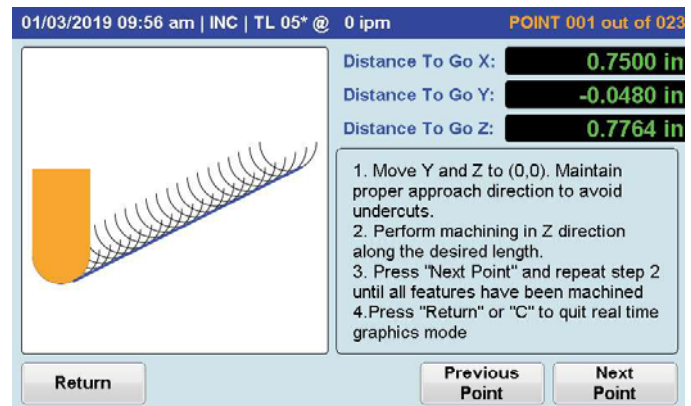 01/03/2019 09:56 am | INC | TL 05* @ 0 ipm POINT 001 out of 023
Distance To Go X: 0.7500 in
Distance To Go Y: -0.0480 in
Distance To Go Z: 0.7764 in
1. Move Y and Z to (0,0). Maintain
proper approach direction to avoid
undercuts.
2. Perform machining in Z direction
along the desired length.
3. Press "Next Point" and repeat step 2
until all features have been machined
4.Press "Return" or "C" to quit real time
graphics mode
Return
Previous Point
Next Point